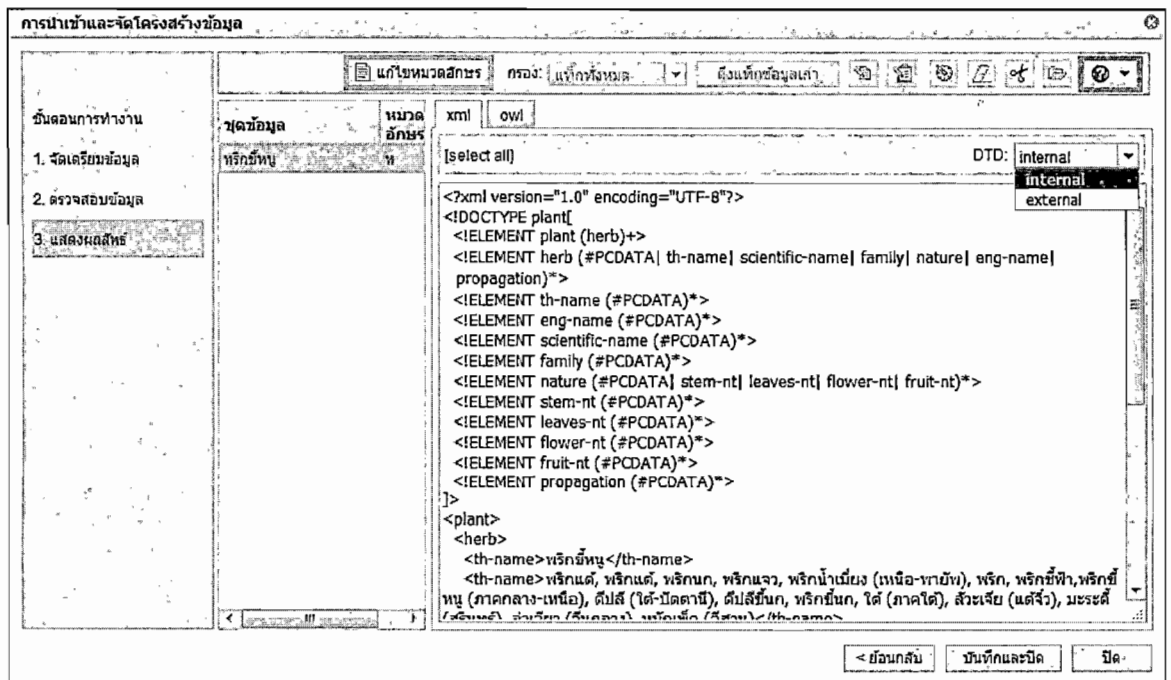 การนำเข้าและจัดโครงสร้างข้อมูล
แก้ไขหมวดอักษร กรอง: แท็กทั้งหมด ดึงแท็กข้อมูลเก่า
ขั้นตอนการทำงาน
1. จัดเตรียมข้อมูล
2. ตรวจสอบข้อมูล
3. แสดงผลลัพธ์
ชุดข้อมูล หมวดอักษร
พริกขี้หนู พ
xml owl
[select all] DTD: internal
internal
external
<?xml version="1.0" encoding="UTF-8"?>
<!DOCTYPE plant[
<!ELEMENT plant (herb)+>
<!ELEMENT herb (#PCDATA| th-name| scientific-name| family| nature| eng-name|
propagation)*>
<!ELEMENT th-name (#PCDATA)*>
<!ELEMENT eng-name (#PCDATA)*>
<!ELEMENT scientific-name (#PCDATA)*>
<!ELEMENT family (#PCDATA)*>
<!ELEMENT nature (#PCDATA| stem-nt| leaves-nt| flower-nt| fruit-nt)*>
<!ELEMENT stem-nt (#PCDATA)*>
<!ELEMENT leaves-nt (#PCDATA)*>
<!ELEMENT flower-nt (#PCDATA)*>
<!ELEMENT fruit-nt (#PCDATA)*>
<!ELEMENT propagation (#PCDATA)*>
]>
<plant>
<herb>
<th-name>พริกขี้หนู</th-name>
<th-name>พริกแด้, พริกแต้, พริกนก, พริกแจว, พริกน้ำเมี่ยง (เหนือ-พายัพ), พริก, พริกชี้ฟ้า,พริกขี้
หนู (ภาคกลาง-เหนือ), ดีปลี (ใต้-ปัตตานี), ดีปลีขี้นก, พริกขี้นก, ใต้ (ภาคใต้), ลัวะเจีย (แต้จิ๋ว), มะระตี้
(สุรินทร์), </th-name>
< ย้อนกลับ บันทึกและปิด ปิด